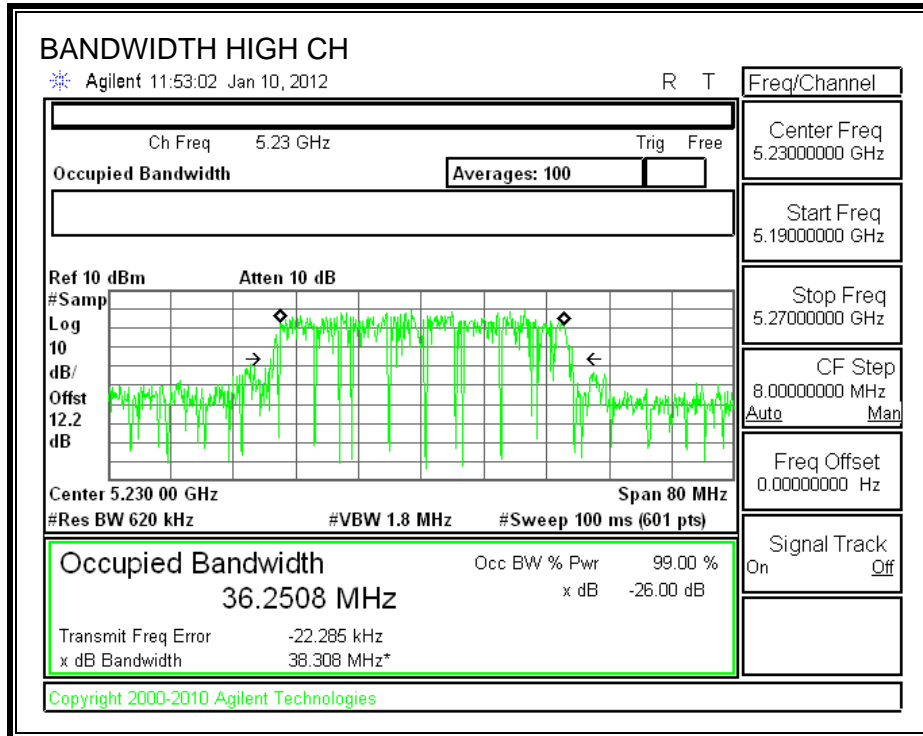 BANDWIDTH HIGH CH
Agilent 11:53:02 Jan 10, 2012 R T
Freq/Channel
Ch Freq 5.23 GHz Trig Free
Occupied Bandwidth Averages: 100
Center Freq
5.23000000 GHz
Start Freq
5.19000000 GHz
Stop Freq
5.27000000 GHz
CF Step
8.00000000 MHz
Auto Man
Freq Offset
0.00000000 Hz
Signal Track
On Off
Ref 10 dBm Atten 10 dB
#Samp
Log
10
dB/
Offst
12.2
dB
Center 5.230 00 GHz Span 80 MHz
#Res BW 620 kHz #VBW 1.8 MHz #Sweep 100 ms (601 pts)
Occupied Bandwidth Occ BW % Pwr 99.00 %
36.2508 MHz x dB -26.00 dB
Transmit Freq Error -22.285 kHz
x dB Bandwidth 38.308 MHz*
Copyright 2000-2010 Agilent Technologies